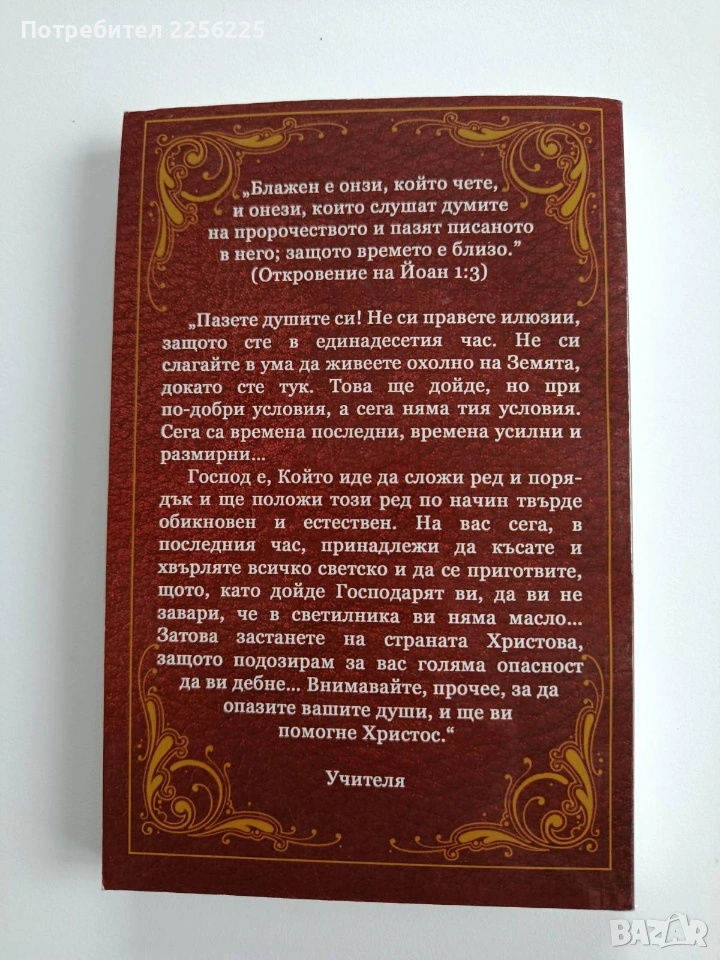 Потребител 2256225
„Блажен е онзи, който чете,
и онези, които слушат думите
на пророчеството и пазят писаното
в него; защото времето е близо.”
(Откровение на Йоан 1:3)
„Пазете душите си! Не си правете илюзии,
защото сте в единадесетия час. Не си
слагайте в ума да живеете охолно на Земята,
докато сте тук. Това ще дойде, но при
по-добри условия, а сега няма тия условия.
Сега са времена последни, времена усилни и
размирни...
Господ е, Който иде да сложи ред и поря-
дък и ще положи този ред по начин твърде
обикновен и естествен. На вас сега, в
последния час, принадлежи да късате и
хвърляте всичко светско и да се приготвите,
щото, като дойде Господарят ви, да ви не
завари, че в светилника ви няма масло...
Затова застанете на страната Христова,
защото подозирам за вас голяма опасност
да ви дебне... Внимавайте, прочее, за да
опазите вашите души, и ще ви
помогне Христос.“
Учителя
BAZAR